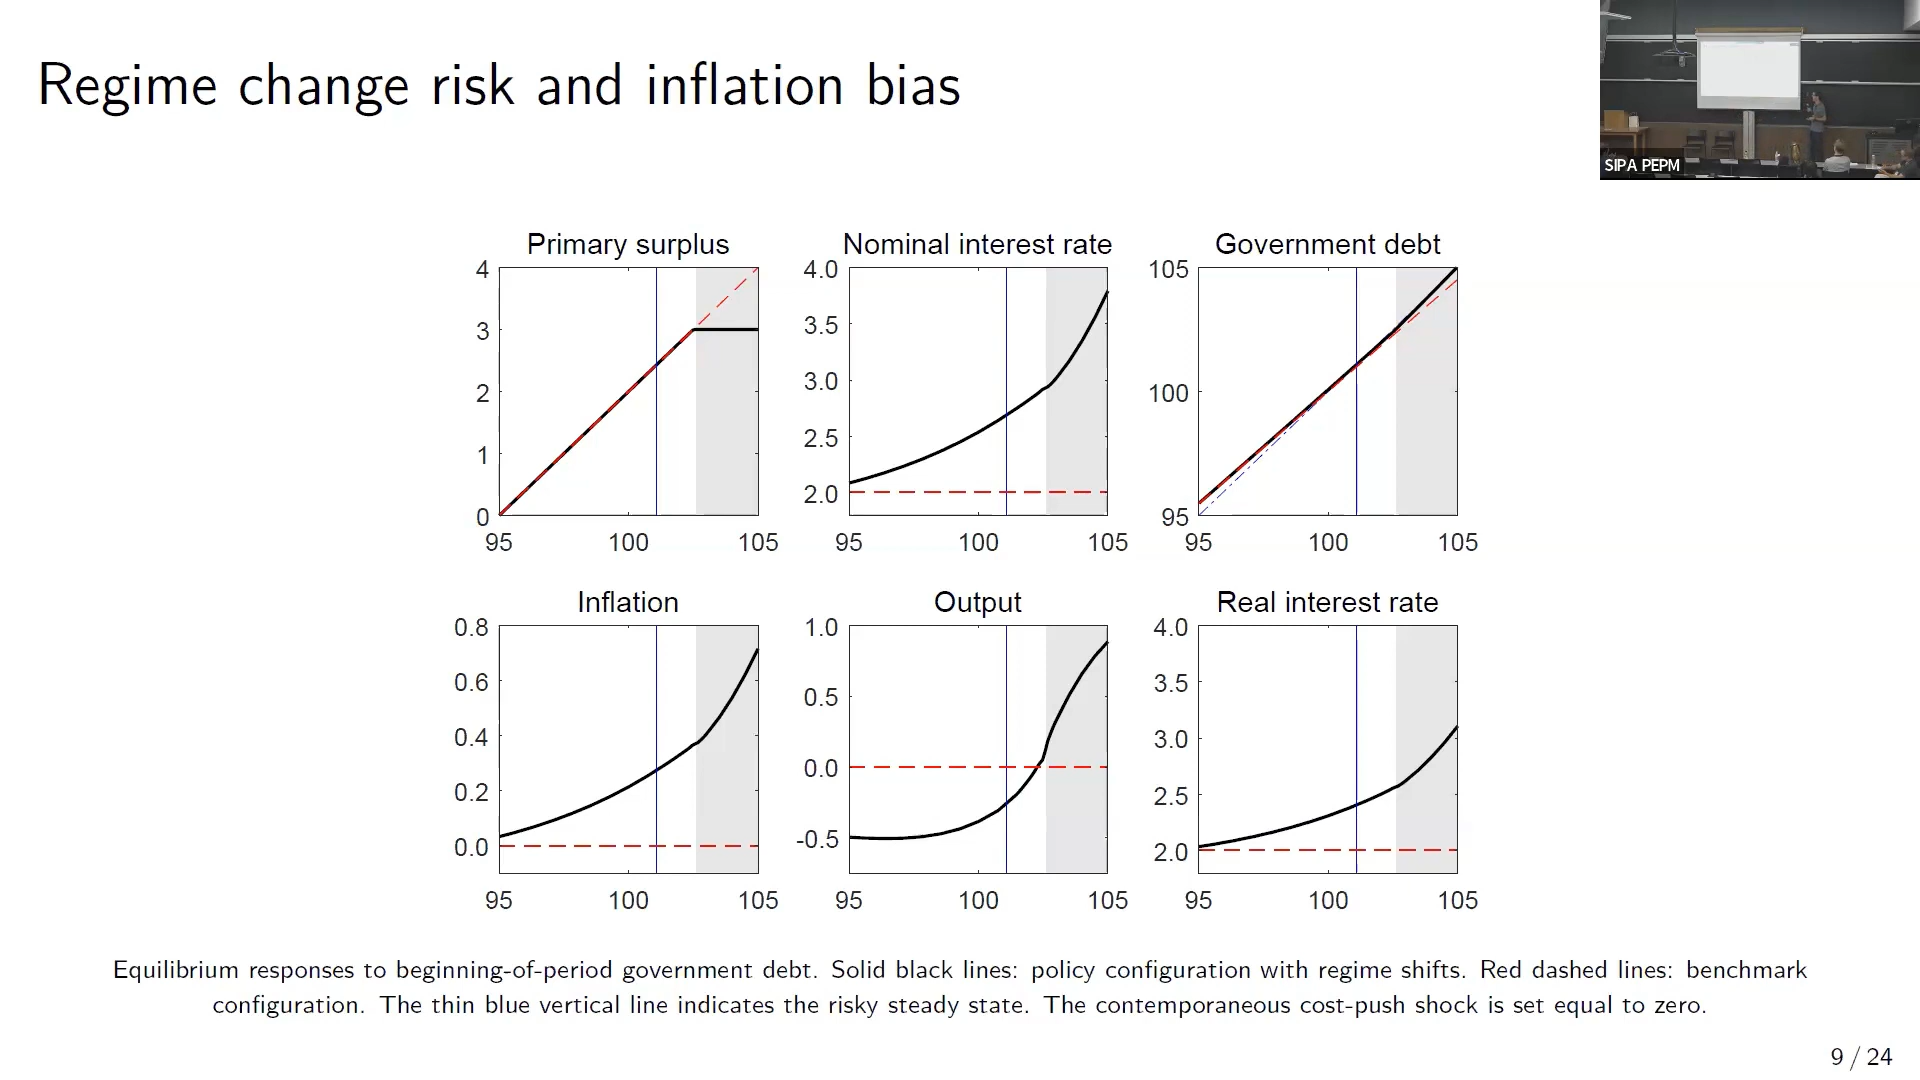 Regime change risk and inflation bias
SIPA PEPM
Primary surplus
4
3
2
1
0
95 100 105
Nominal interest rate
4.0
3.5
3.0
2.5
2.0
95 100 105
Government debt
105
100
95
95 100 105
Inflation
0.8
0.6
0.4
0.2
0.0
95 100 105
Output
1.0
0.5
0.0
-0.5
95 100 105
Real interest rate
4.0
3.5
3.0
2.5
2.0
95 100 105
Equilibrium responses to beginning-of-period government debt. Solid black lines: policy configuration with regime shifts. Red dashed lines: benchmark
configuration. The thin blue vertical line indicates the risky steady state. The contemporaneous cost-push shock is set equal to zero.
9 / 24